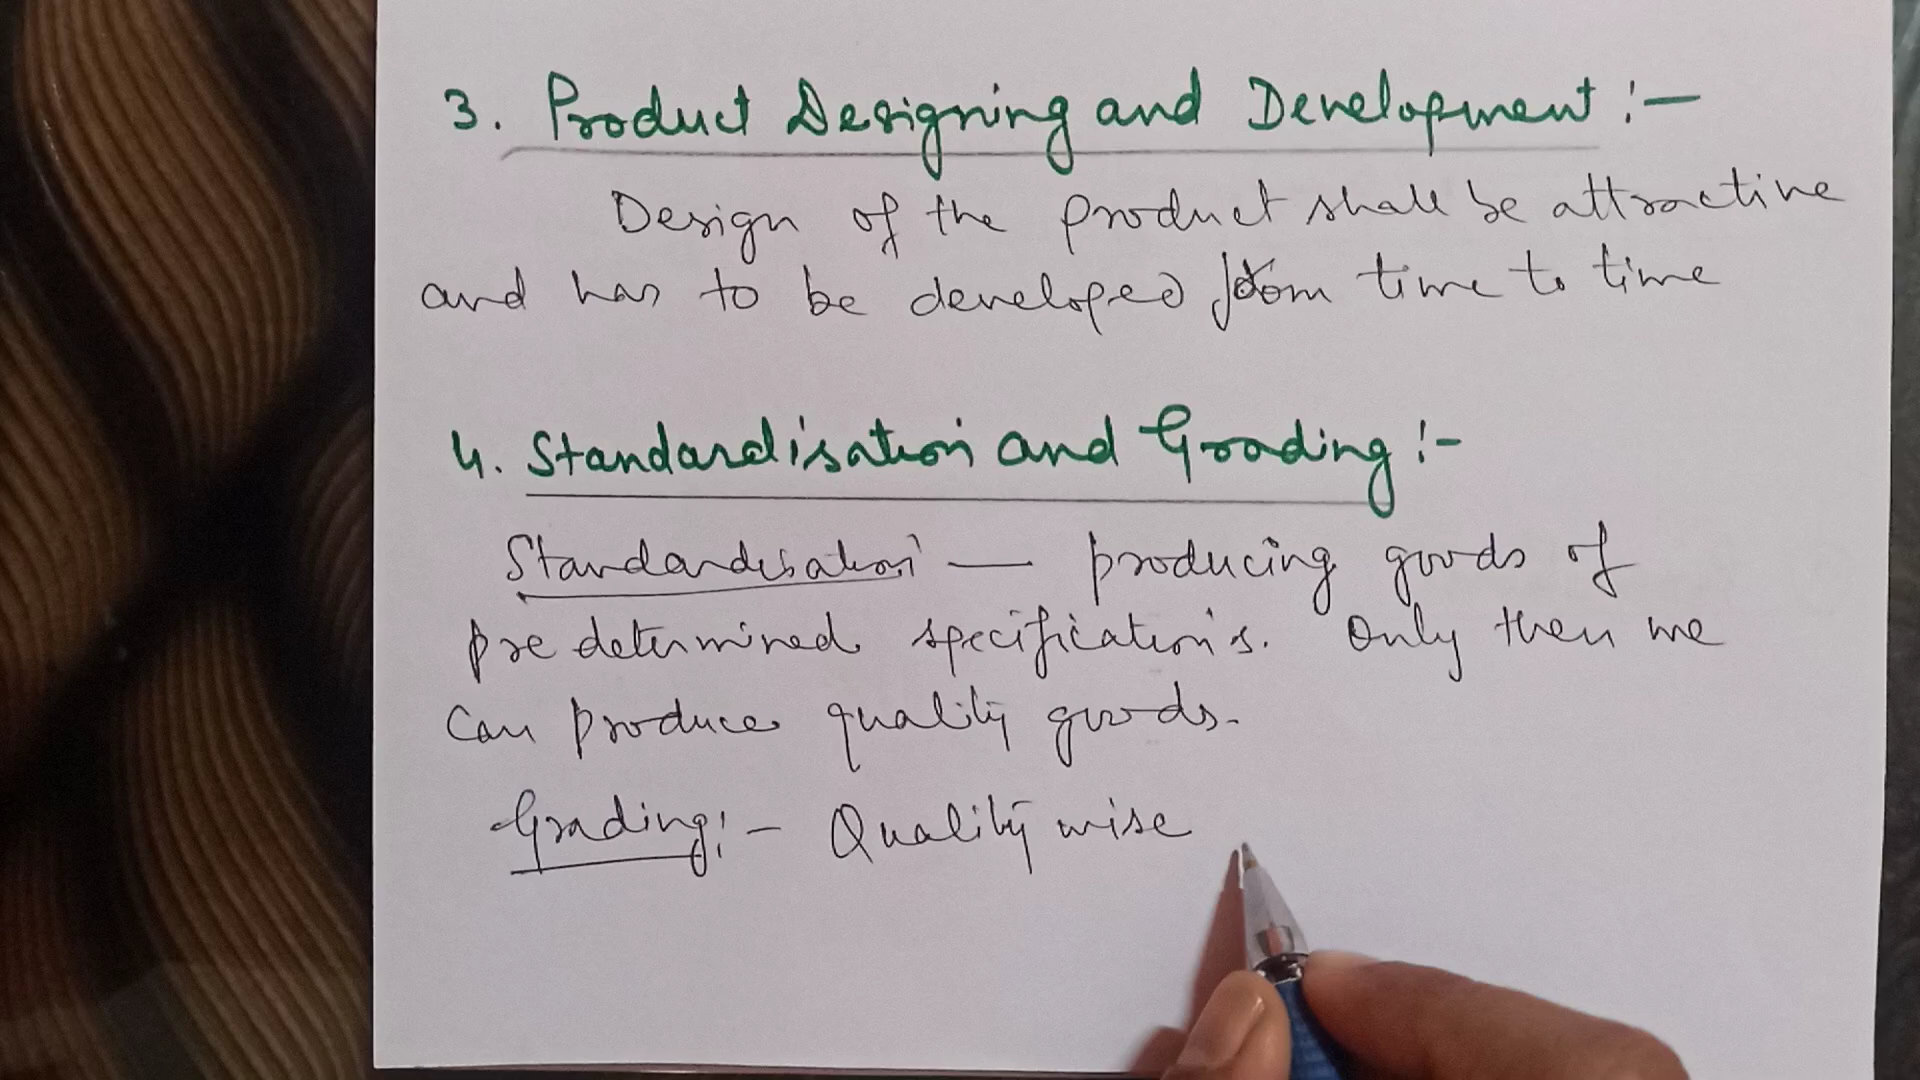 3. Product Designing and Development :-
Design of the product shall be attractive
and has to be developed from time to time
4. Standardisation and Grading :-
Standardisation — producing goods of
pre determined specifications. Only then we
can produce quality goods.
Grading :- Quality wise